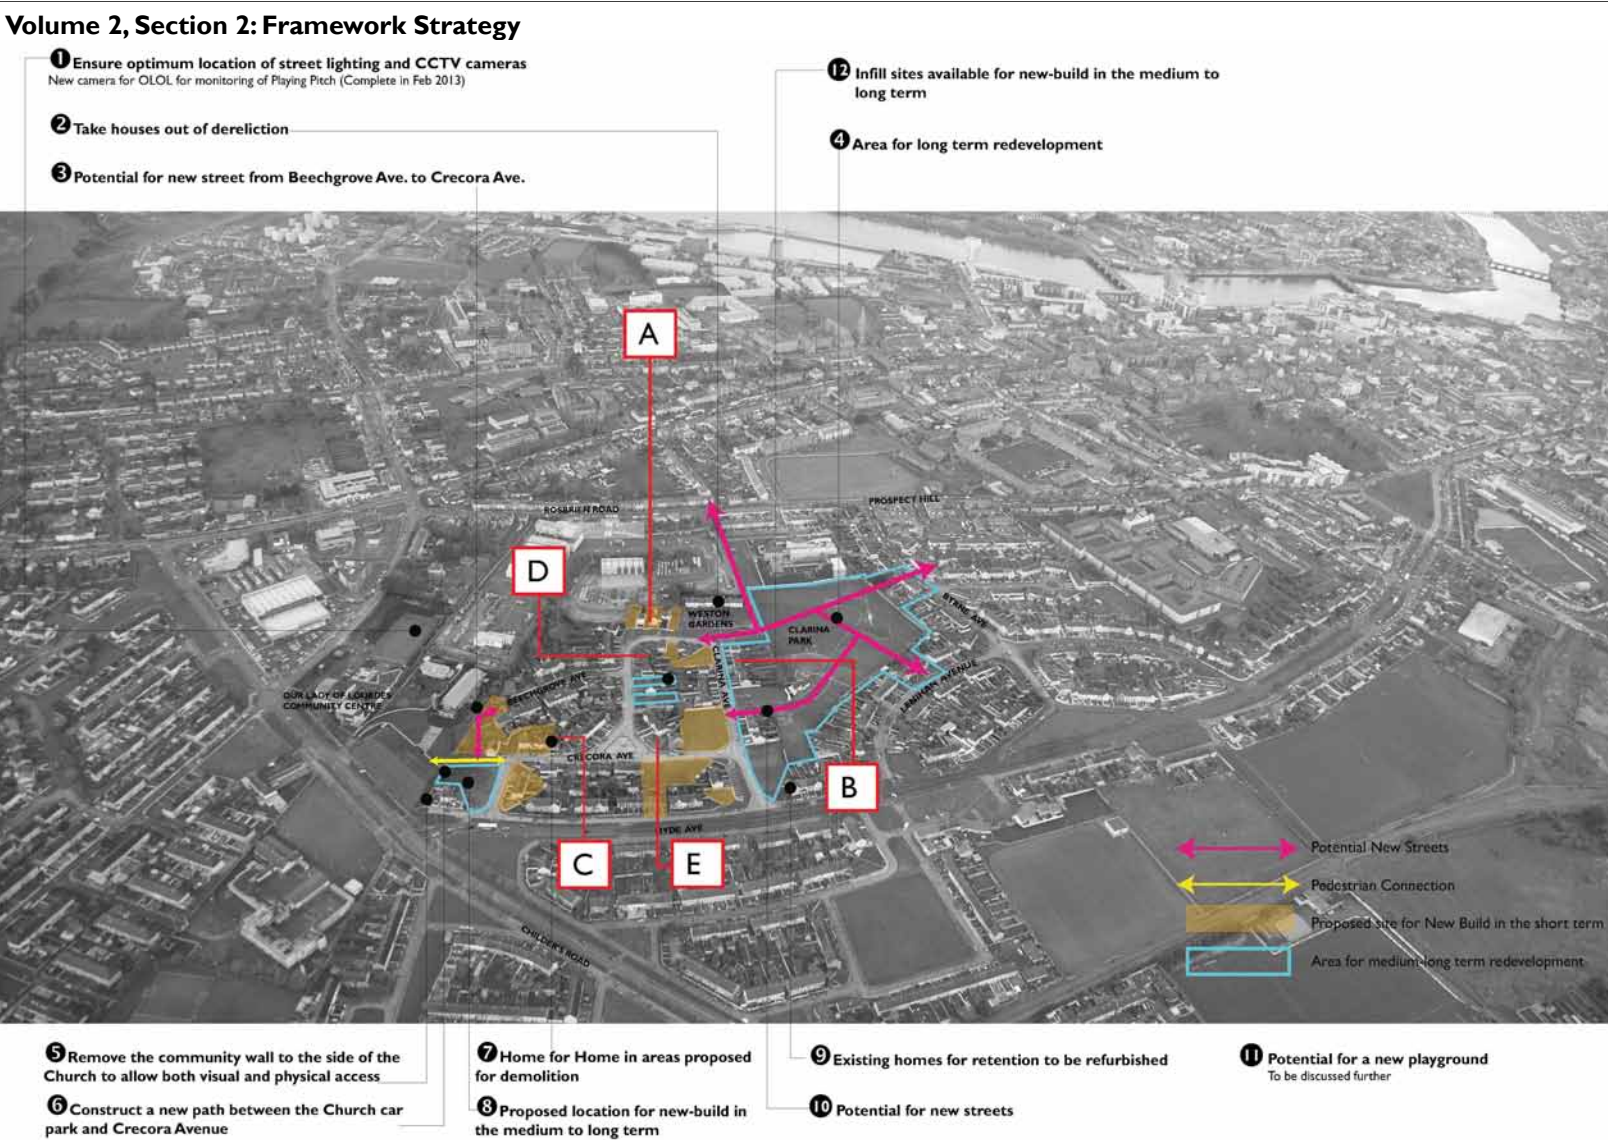 Volume 2, Section 2: Framework Strategy
1 Ensure optimum location of street lighting and CCTV cameras
New camera for OLOL for monitoring of Playing Pitch (Complete in Feb 2013)
2 Take houses out of dereliction
3 Potential for new street from Beechgrove Ave. to Crecora Ave.
12 Infill sites available for new-build in the medium to
long term
4 Area for long term redevelopment
A
ROSBRIEN ROAD
PROSPECT HILL
D
WESTON
GARDENS
CLARINA
PARK
BYRNE AVE
CLARINA AVE
LENIHAN AVENUE
BEECHGROVE AVE
OUR LADY OF LOURDES
COMMUNITY CENTRE
CRECORA AVE
B
HYDE AVE
C
E
CHILDER'S ROAD
Potential New Streets
Pedestrian Connection
Proposed site for New Build in the short term
Area for medium-long term redevelopment
5 Remove the community wall to the side of the
Church to allow both visual and physical access
6 Construct a new path between the Church car
park and Crecora Avenue
7 Home for Home in areas proposed
for demolition
8 Proposed location for new-build in
the medium to long term
9 Existing homes for retention to be refurbished
10 Potential for new streets
11 Potential for a new playground
To be discussed further